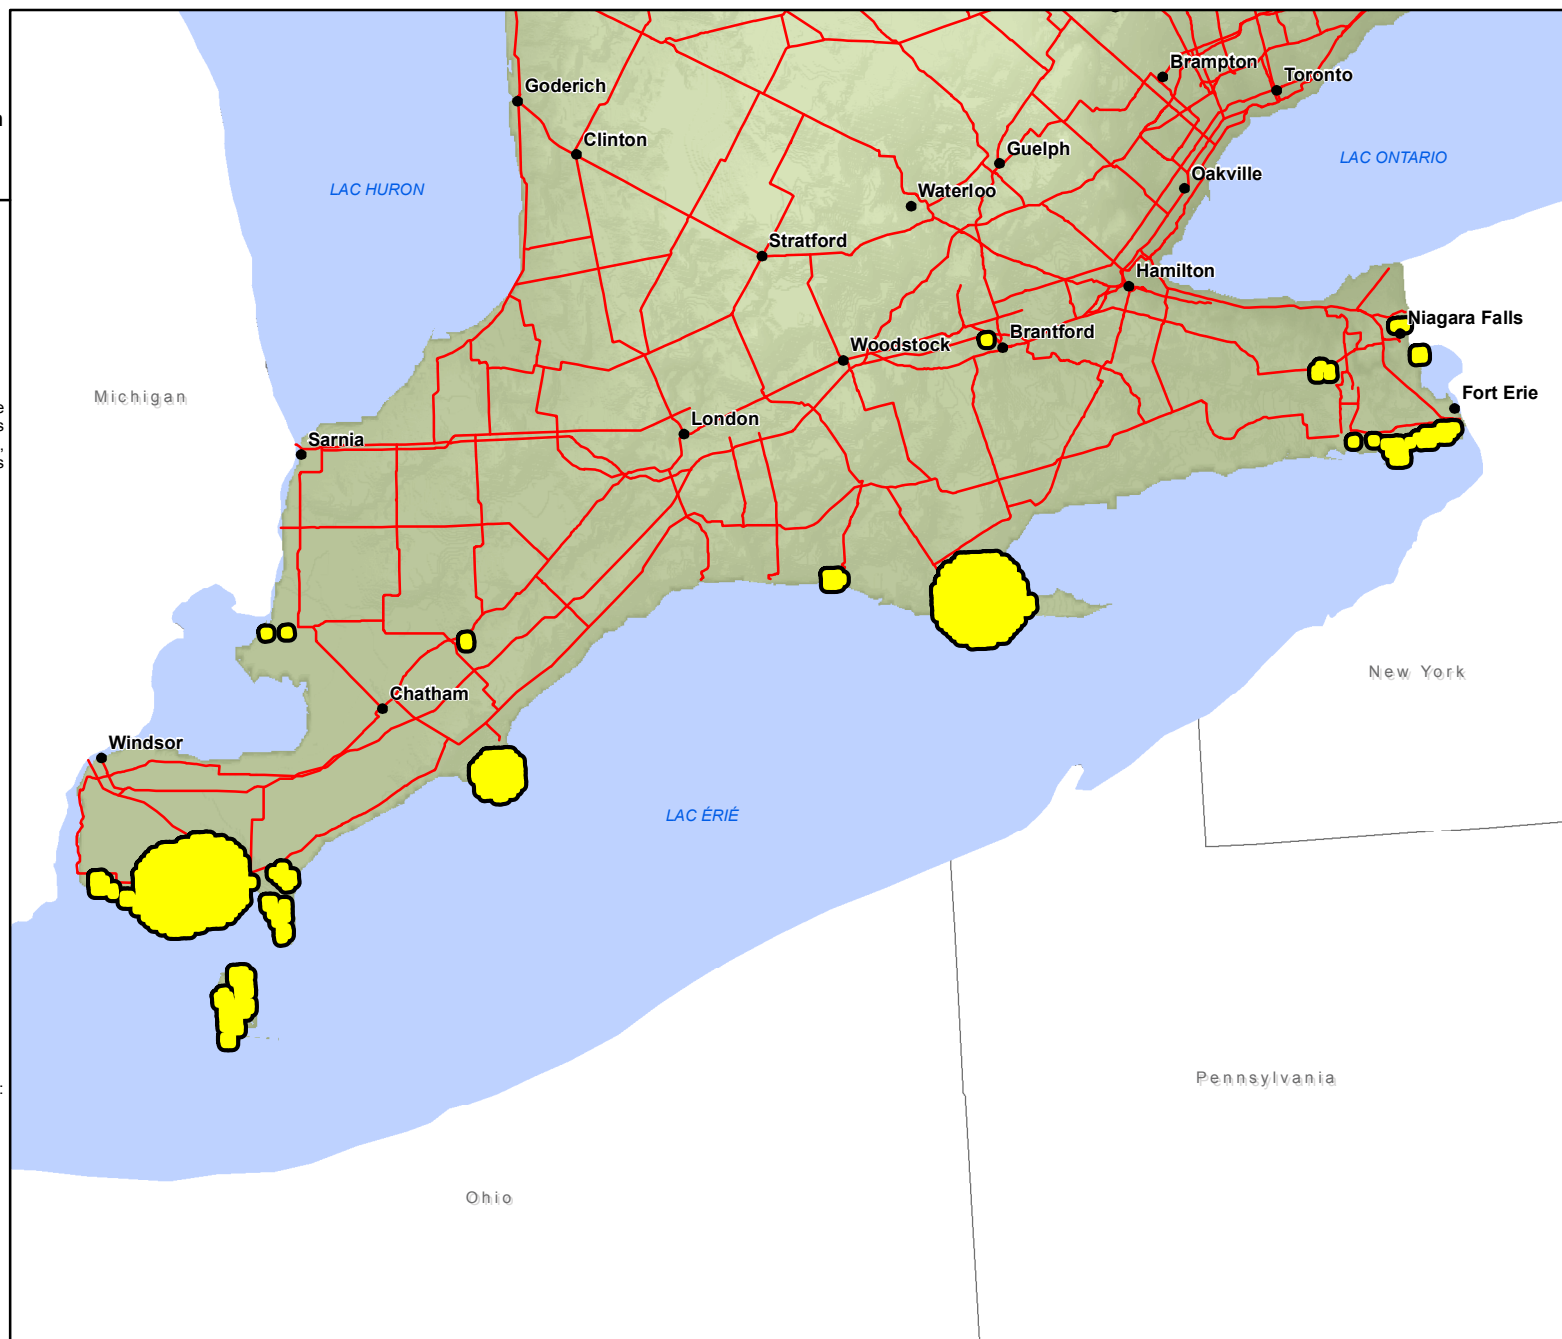 Brampton
Toronto
Goderich
Clinton
Guelph
LAC ONTARIO
Oakville
LAC HURON
Waterloo
Stratford
Hamilton
Niagara Falls
Brantford
Woodstock
Michigan
Fort Erie
London
Sarnia
New York
Chatham
Windsor
LAC ÉRIÉ
Pennsylvania
Ohio